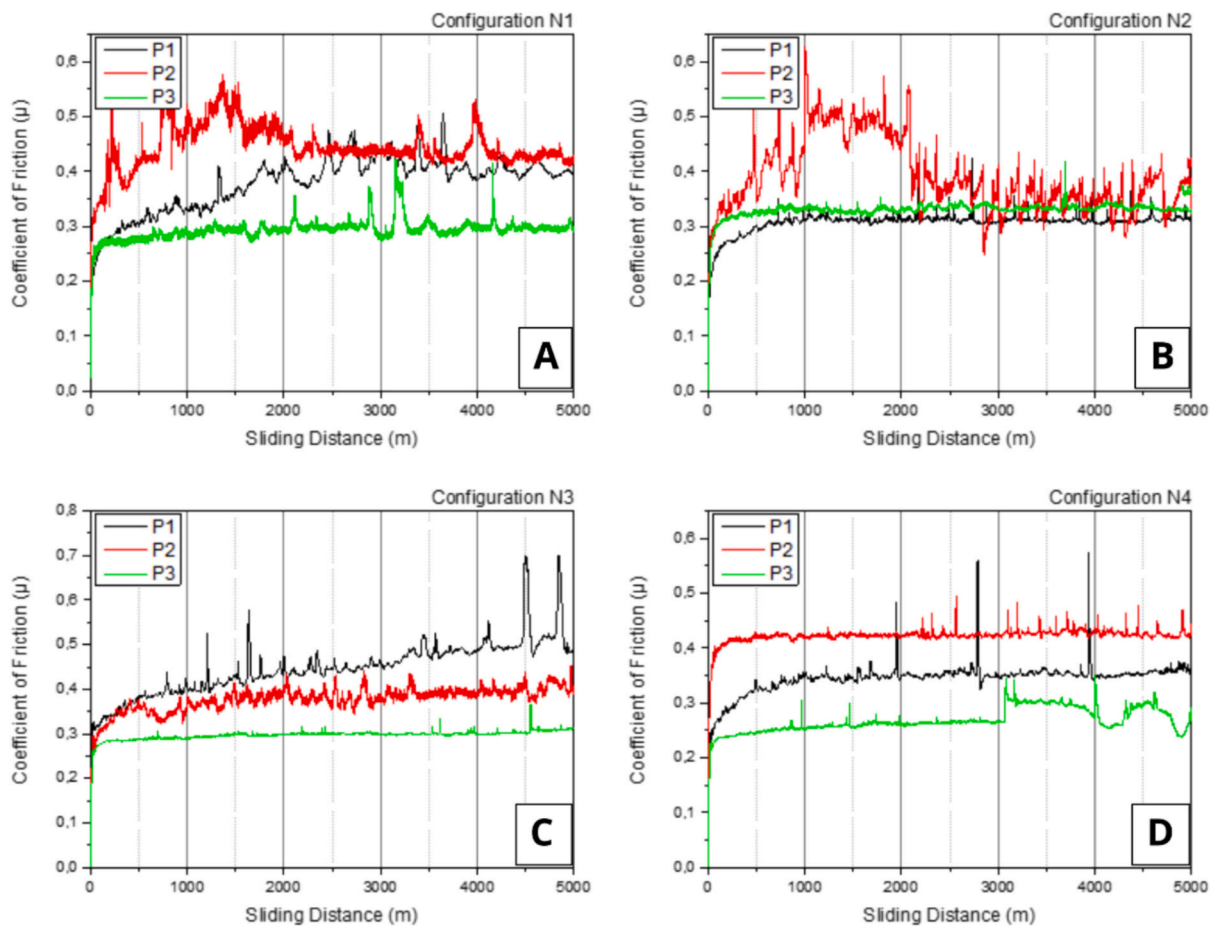 Configuration N1
P1
P2
P3
Coefficient of Friction (μ)
0,6
0,5
0,4
0,3
0,2
0,1
0,0
A
0 1000 2000 3000 4000 5000
Sliding Distance (m)
Configuration N2
P1
P2
P3
Coefficient of Friction (μ)
0,6
0,5
0,4
0,3
0,2
0,1
0,0
B
0 1000 2000 3000 4000 5000
Sliding Distance (m)
Configuration N3
P1
P2
P3
Coefficient of Friction (μ)
0,8
0,7
0,6
0,5
0,4
0,3
0,2
0,1
0,0
C
0 1000 2000 3000 4000 5000
Sliding Distance (m)
Configuration N4
P1
P2
P3
Coefficient of Friction (μ)
0,6
0,5
0,4
0,3
0,2
0,1
0,0
D
0 1000 2000 3000 4000 5000
Sliding Distance (m)